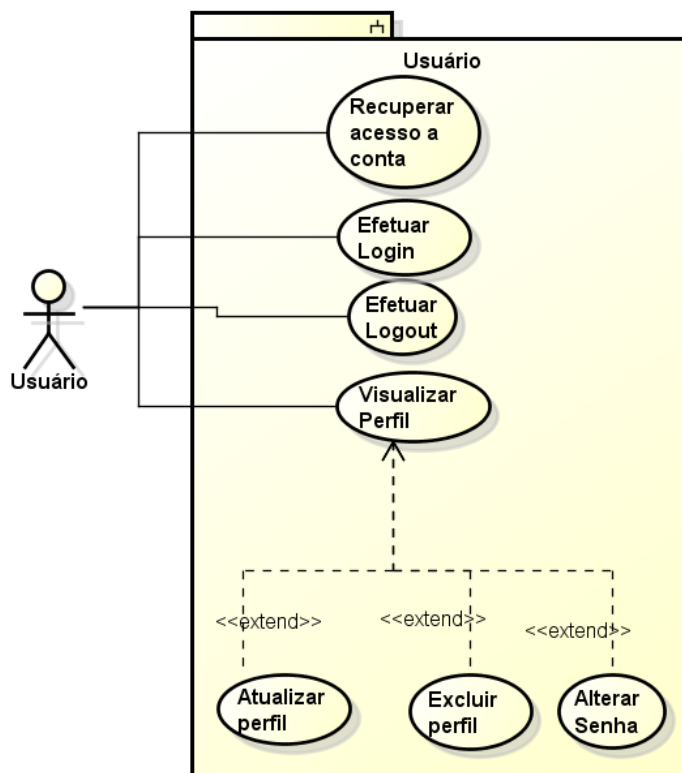 Usuário
Recuperar
acesso a
conta
Efetuar
Login
Efetuar
Logout
Usuário
Visualizar
Perfil
<<extend>>
<<extend>>
<<extend>>
Atualizar
perfil
Excluir
perfil
Alterar
Senha